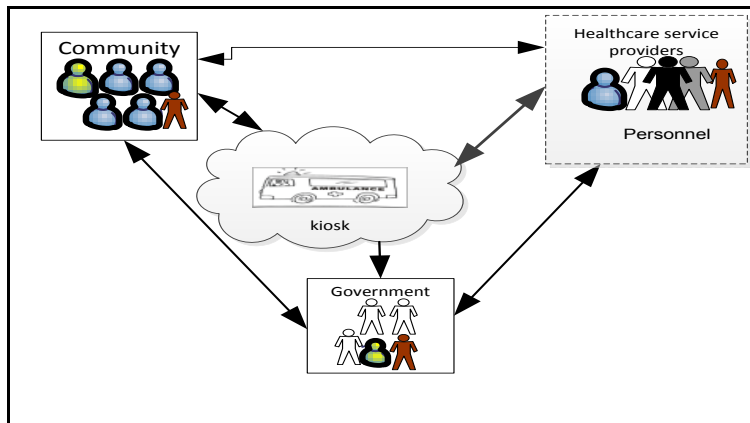 Community
Healthcare service
providers
Personnel
AMBULANCE
kiosk
Government